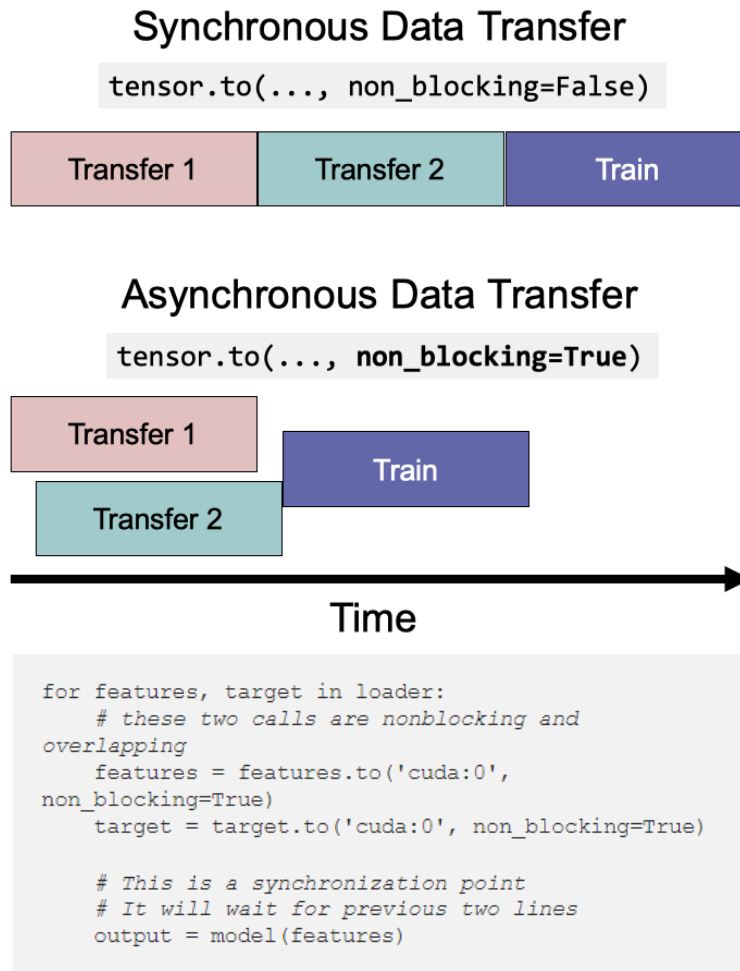 Synchronous Data Transfer
tensor.to(..., non_blocking=False)
Transfer 1 Transfer 2 Train
Asynchronous Data Transfer
tensor.to(..., non_blocking=True)
Transfer 1
Train
Transfer 2
Time
for features, target in loader:
    # these two calls are nonblocking and
overlapping
    features = features.to('cuda:0',
non_blocking=True)
    target = target.to('cuda:0', non_blocking=True)

    # This is a synchronization point
    # It will wait for previous two lines
    output = model(features)